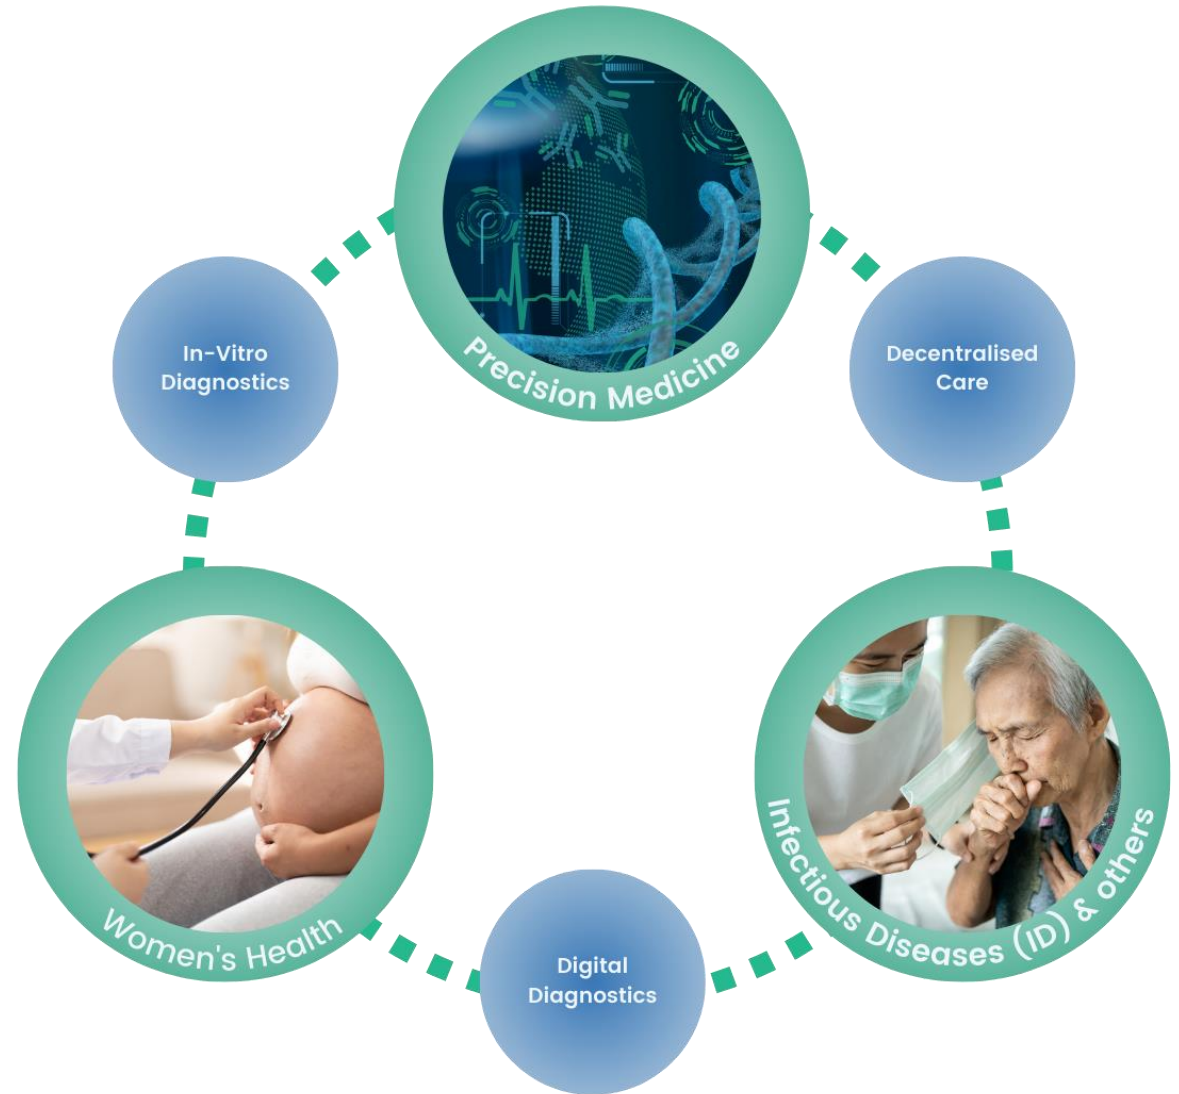 Precision Medicine
In-Vitro
Diagnostics
Decentralised
Care
Women's Health
Infectious Diseases (ID) & others
Digital
Diagnostics